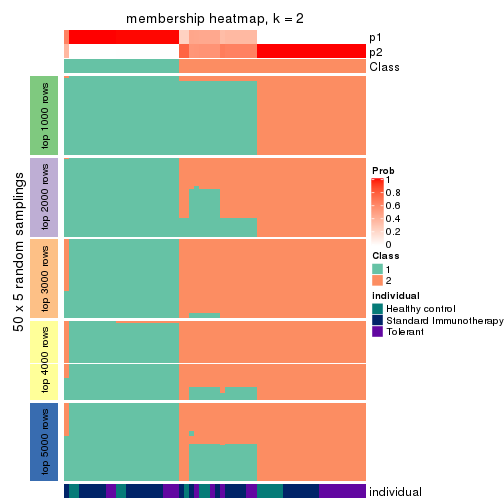 membership heatmap, k = 2
p1
p2
Class
50 x 5 random samplings
top 1000 rows
top 2000 rows
top 3000 rows
top 4000 rows
top 5000 rows
individual
Prob
1
0.8
0.6
0.4
0.2
0
Class
1
2
individual
Healthy control
Standard Immunotherapy
Tolerant